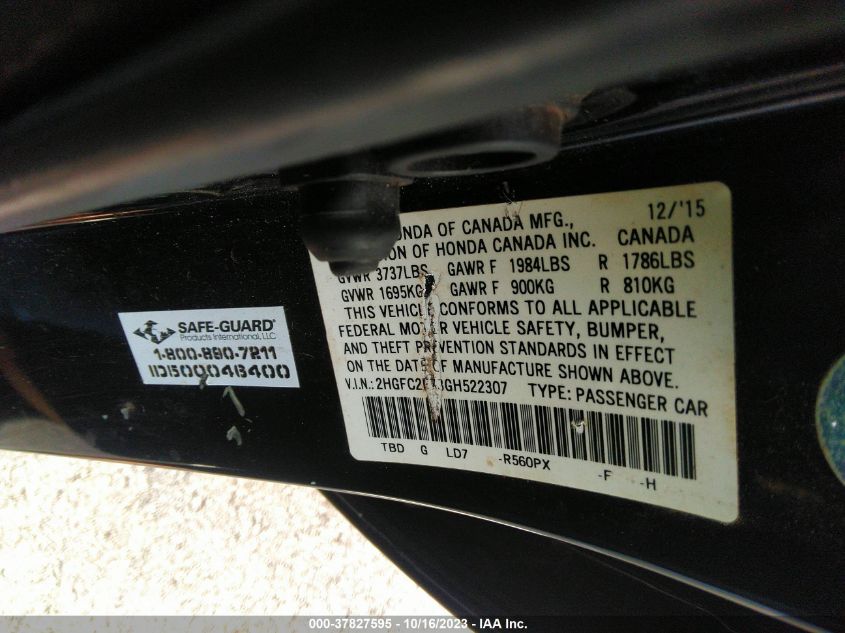 SAFE-GUARD®
Products International, LLC
1-800-890-7211
ID500046400
12/'15
NDA OF CANADA MFG.,
ION OF HONDA CANADA INC. CANADA
GVWR 3737LBS GAWR F 1984LBS R 1786LBS
GVWR 1695KG GAWR F 900KG R 810KG
THIS VEHICLE CONFORMS TO ALL APPLICABLE
FEDERAL MOTOR VEHICLE SAFETY, BUMPER,
AND THEFT PREVENTION STANDARDS IN EFFECT
ON THE DATE OF MANUFACTURE SHOWN ABOVE.
V.I.N.: TYPE: PASSENGER CAR
TBD G LD7 -R560PX -F -H
000-37827595 - 10/16/2023 - IAA Inc.